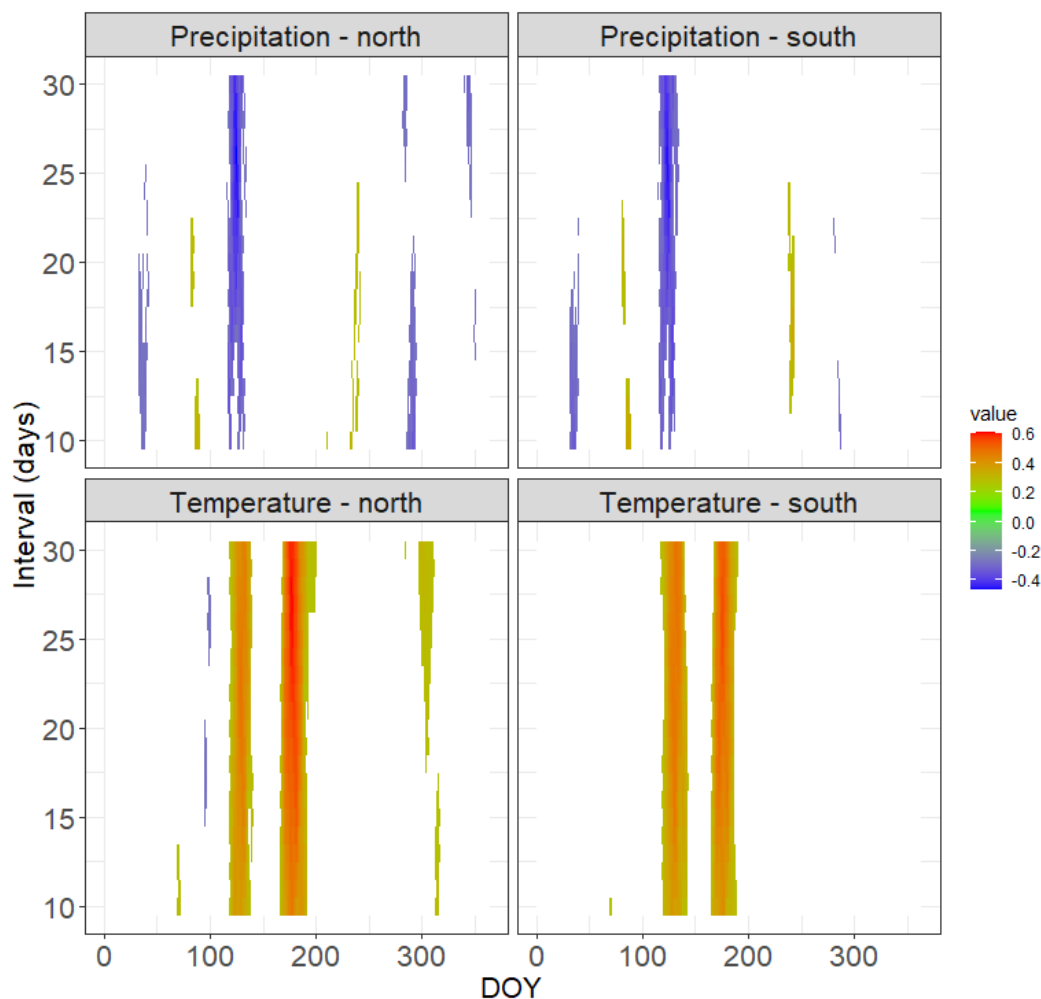 Precipitation - north
Precipitation - south
30
25
20
15
10
Interval (days)
value
0.6
0.4
0.2
0.0
-0.2
-0.4
Temperature - north
Temperature - south
30
25
20
15
10
0 100 200 300
0 100 200 300
DOY